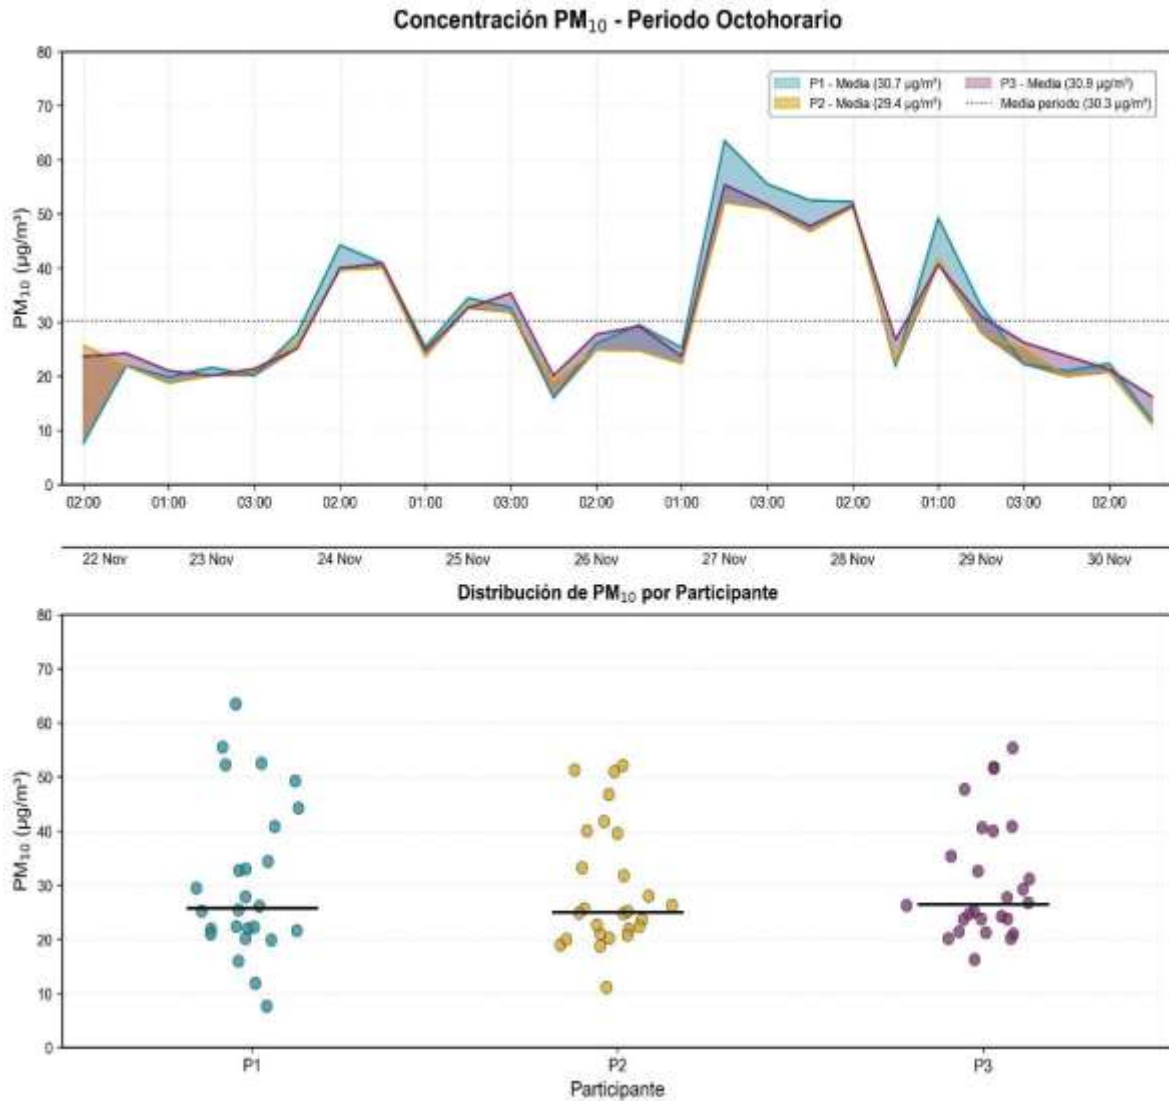 Concentración PM₁₀ - Periodo Octohorario
80
70
60
50
40
30
20
10
0
PM₁₀ (µg/m³)
P1 - Media (30.7 µg/m³) P3 - Media (30.9 µg/m³)
P2 - Media (29.4 µg/m³) Media periodo (30.3 µg/m³)
02:00 01:00 03:00 02:00 01:00 03:00 02:00 01:00 03:00 02:00 01:00 03:00 02:00
22 Nov 23 Nov 24 Nov 25 Nov 26 Nov 27 Nov 28 Nov 29 Nov 30 Nov
Distribución de PM₁₀ por Participante
80
70
60
50
40
30
20
10
0
PM₁₀ (µg/m³)
P1 P2 P3
Participante